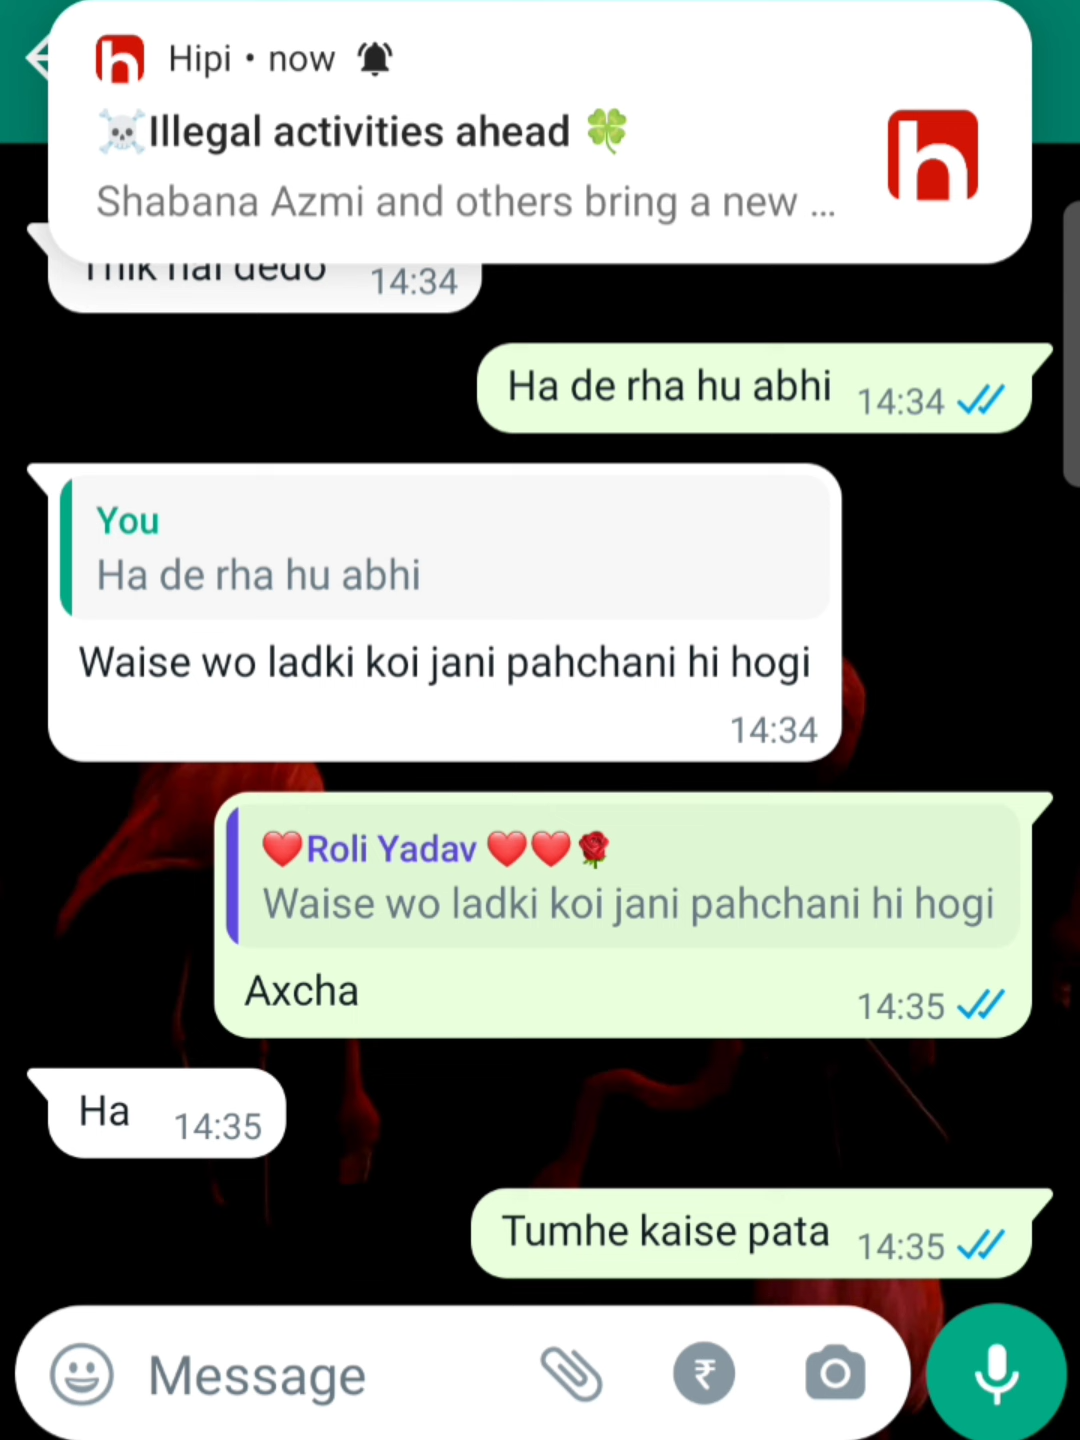 Hipi • now
☠️Illegal activities ahead 🍀
Shabana Azmi and others bring a new ...
Thik hai dedo 14:34
Ha de rha hu abhi 14:34
You
Ha de rha hu abhi
Waise wo ladki koi jani pahchani hi hogi
14:34
❤️Roli Yadav ❤️❤️🌹
Waise wo ladki koi jani pahchani hi hogi
Axcha 14:35
Ha 14:35
Tumhe kaise pata 14:35
Message